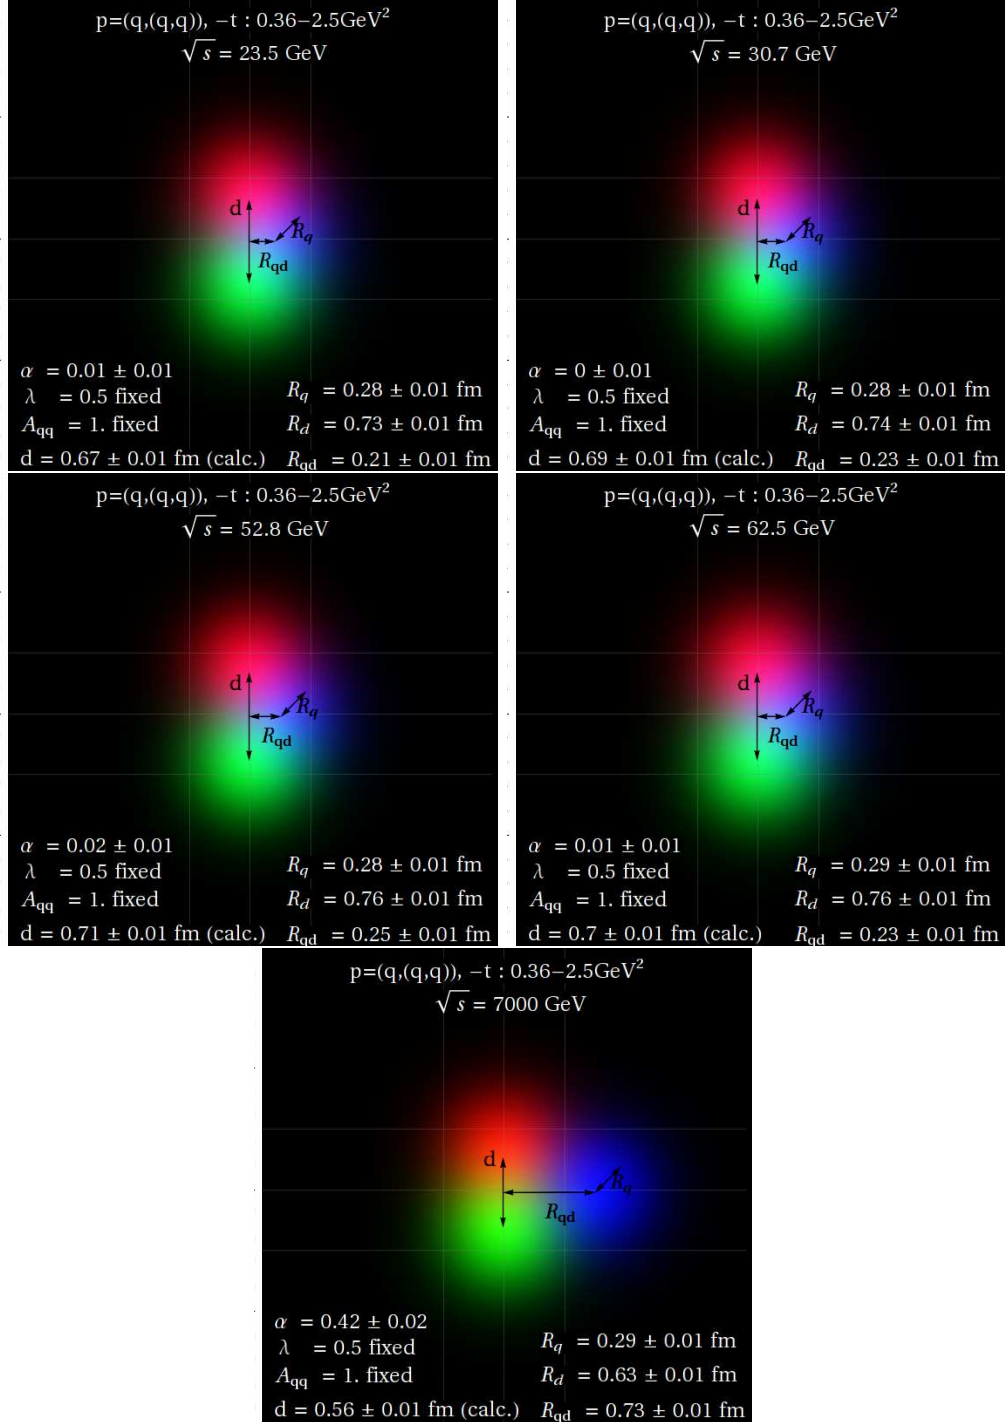 p=(q,(q,q)), −t : 0.36−2.5GeV²
√s = 23.5 GeV
d
R_q
R_qd
α = 0.01 ± 0.01
λ = 0.5 fixed
A_qq = 1. fixed
d = 0.67 ± 0.01 fm (calc.)
R_q = 0.28 ± 0.01 fm
R_d = 0.73 ± 0.01 fm
R_qd = 0.21 ± 0.01 fm
p=(q,(q,q)), −t : 0.36−2.5GeV²
√s = 30.7 GeV
d
R_q
R_qd
α = 0 ± 0.01
λ = 0.5 fixed
A_qq = 1. fixed
d = 0.69 ± 0.01 fm (calc.)
R_q = 0.28 ± 0.01 fm
R_d = 0.74 ± 0.01 fm
R_qd = 0.23 ± 0.01 fm
p=(q,(q,q)), −t : 0.36−2.5GeV²
√s = 52.8 GeV
d
R_q
R_qd
α = 0.02 ± 0.01
λ = 0.5 fixed
A_qq = 1. fixed
d = 0.71 ± 0.01 fm (calc.)
R_q = 0.28 ± 0.01 fm
R_d = 0.76 ± 0.01 fm
R_qd = 0.25 ± 0.01 fm
p=(q,(q,q)), −t : 0.36−2.5GeV²
√s = 62.5 GeV
d
R_q
R_qd
α = 0.01 ± 0.01
λ = 0.5 fixed
A_qq = 1. fixed
d = 0.7 ± 0.01 fm (calc.)
R_q = 0.29 ± 0.01 fm
R_d = 0.76 ± 0.01 fm
R_qd = 0.23 ± 0.01 fm
p=(q,(q,q)), −t : 0.36−2.5GeV²
√s = 7000 GeV
d
R_q
R_qd
α = 0.42 ± 0.02
λ = 0.5 fixed
A_qq = 1. fixed
d = 0.56 ± 0.01 fm (calc.)
R_q = 0.29 ± 0.01 fm
R_d = 0.63 ± 0.01 fm
R_qd = 0.73 ± 0.01 fm